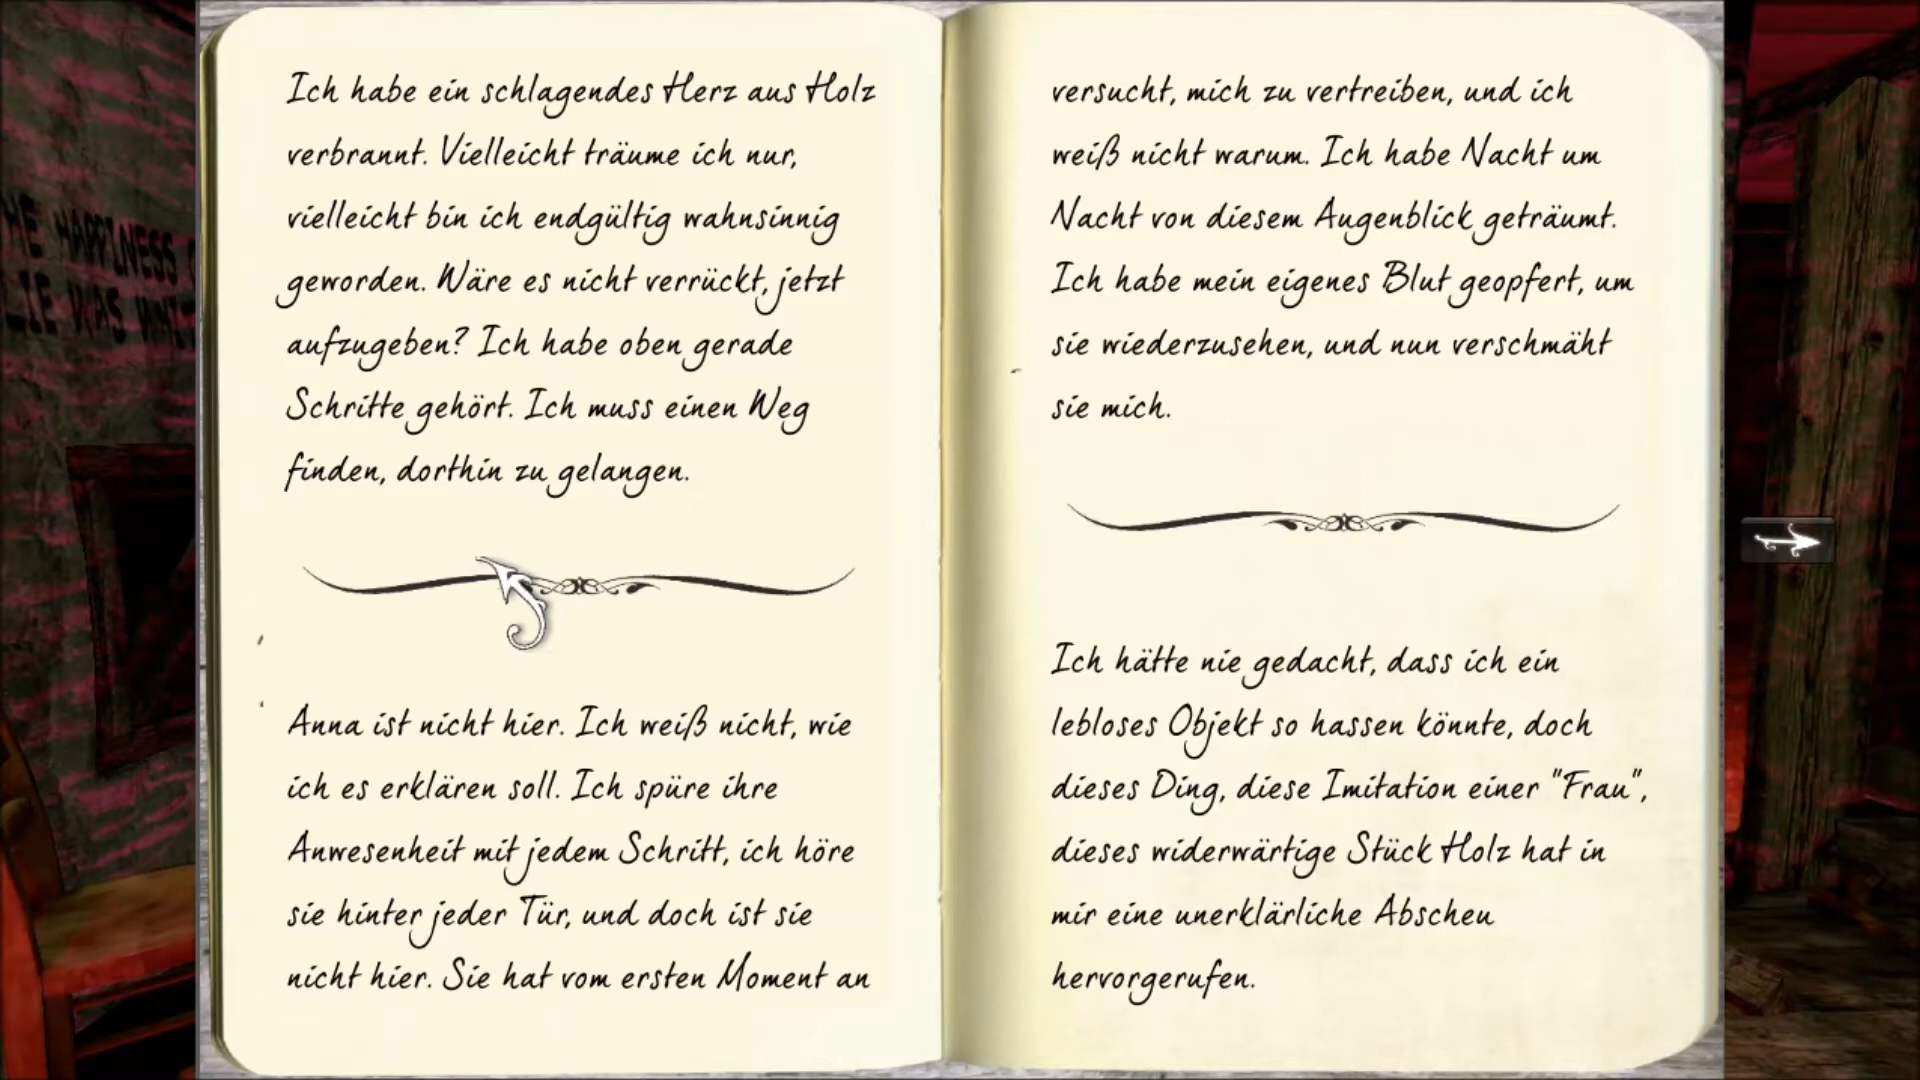 HE HAPPINESS
LIE WAS
Ich habe ein schlagendes Herz aus Holz
verbrannt. Vielleicht träume ich nur,
vielleicht bin ich endgültig wahnsinnig
geworden. Wäre es nicht verrückt, jetzt
aufzugeben? Ich habe oben gerade
Schritte gehört. Ich muss einen Weg
finden, dorthin zu gelangen.
Anna ist nicht hier. Ich weiß nicht, wie
ich es erklären soll. Ich spüre ihre
Anwesenheit mit jedem Schritt, ich höre
sie hinter jeder Tür, und doch ist sie
nicht hier. Sie hat vom ersten Moment an
versucht, mich zu vertreiben, und ich
weiß nicht warum. Ich habe Nacht um
Nacht von diesem Augenblick geträumt.
Ich habe mein eigenes Blut geopfert, um
sie wiederzusehen, und nun verschmäht
sie mich.
Ich hätte nie gedacht, dass ich ein
lebloses Objekt so hassen könnte, doch
dieses Ding, diese Imitation einer "Frau",
dieses widerwärtige Stück Holz hat in
mir eine unerklärliche Abscheu
hervorgerufen.